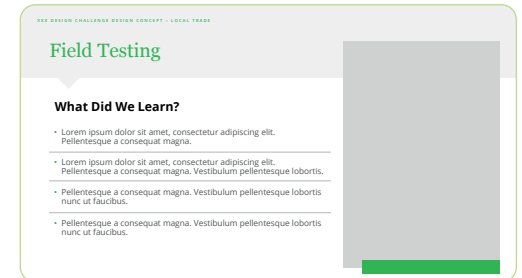 SSE DESIGN CHALLENGE DESIGN CONCEPT - LOCAL TRADE
Field Testing
What Did We Learn?
• Lorem ipsum dolor sit amet, consectetur adipiscing elit.
Pellentesque a consequat magna.
• Lorem ipsum dolor sit amet, consectetur adipiscing elit.
Pellentesque a consequat magna. Vestibulum pellentesque lobortis.
• Pellentesque a consequat magna. Vestibulum pellentesque lobortis
nunc ut faucibus.
• Pellentesque a consequat magna. Vestibulum pellentesque lobortis
nunc ut faucibus.